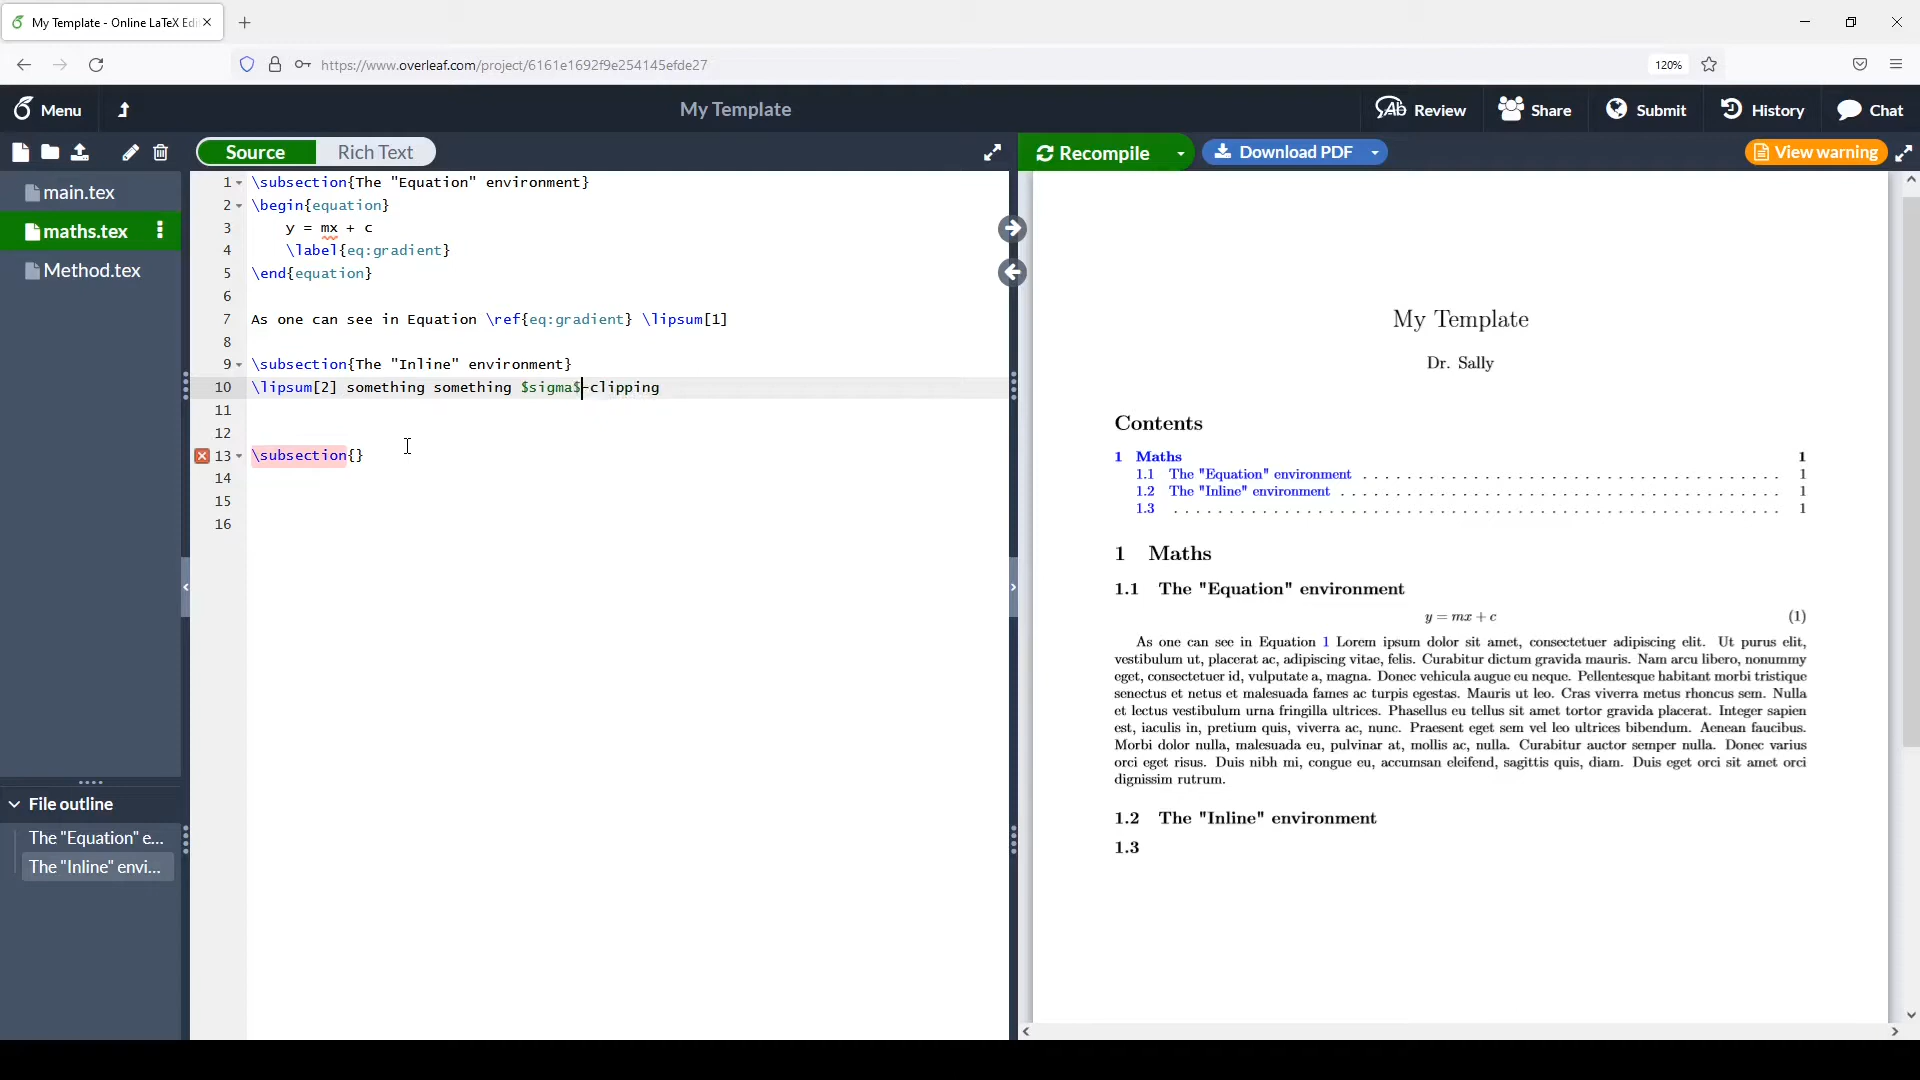 My Template - Online LaTeX Edi
https://www.overleaf.com/project/6161e1692f9e254145efde27
120%
Menu
My Template
Review
Share
Submit
History
Chat
Source
Rich Text
Recompile
Download PDF
View warning
main.tex
maths.tex
Method.tex
File outline
The "Equation" e...
The "Inline" envi...
1 \subsection{The "Equation" environment}
2 \begin{equation}
3 y = mx + c
4 \label{eq:gradient}
5 \end{equation}
6
7 As one can see in Equation \ref{eq:gradient} \lipsum[1]
8
9 \subsection{The "Inline" environment}
10 \lipsum[2] something something $sigma$-clipping
11
12
13 \subsection{}
14
15
16
My Template
Dr. Sally
Contents
1 Maths 1
1.1 The "Equation" environment . . . . . . . . . . . . . . . . . . . . . . . . . . . . . . . . . . . . 1
1.2 The "Inline" environment . . . . . . . . . . . . . . . . . . . . . . . . . . . . . . . . . . . . . . 1
1.3 . . . . . . . . . . . . . . . . . . . . . . . . . . . . . . . . . . . . . . . . . . . . . . . . . . . . 1
1 Maths
1.1 The "Equation" environment
y = mx + c (1)
As one can see in Equation 1 Lorem ipsum dolor sit amet, consectetuer adipiscing elit. Ut purus elit,
vestibulum ut, placerat ac, adipiscing vitae, felis. Curabitur dictum gravida mauris. Nam arcu libero, nonummy
eget, consectetuer id, vulputate a, magna. Donec vehicula augue eu neque. Pellentesque habitant morbi tristique
senectus et netus et malesuada fames ac turpis egestas. Mauris ut leo. Cras viverra metus rhoncus sem. Nulla
et lectus vestibulum urna fringilla ultrices. Phasellus eu tellus sit amet tortor gravida placerat. Integer sapien
est, iaculis in, pretium quis, viverra ac, nunc. Praesent eget sem vel leo ultrices bibendum. Aenean faucibus.
Morbi dolor nulla, malesuada eu, pulvinar at, mollis ac, nulla. Curabitur auctor semper nulla. Donec varius
orci eget risus. Duis nibh mi, congue eu, accumsan eleifend, sagittis quis, diam. Duis eget orci sit amet orci
dignissim rutrum.
1.2 The "Inline" environment
1.3